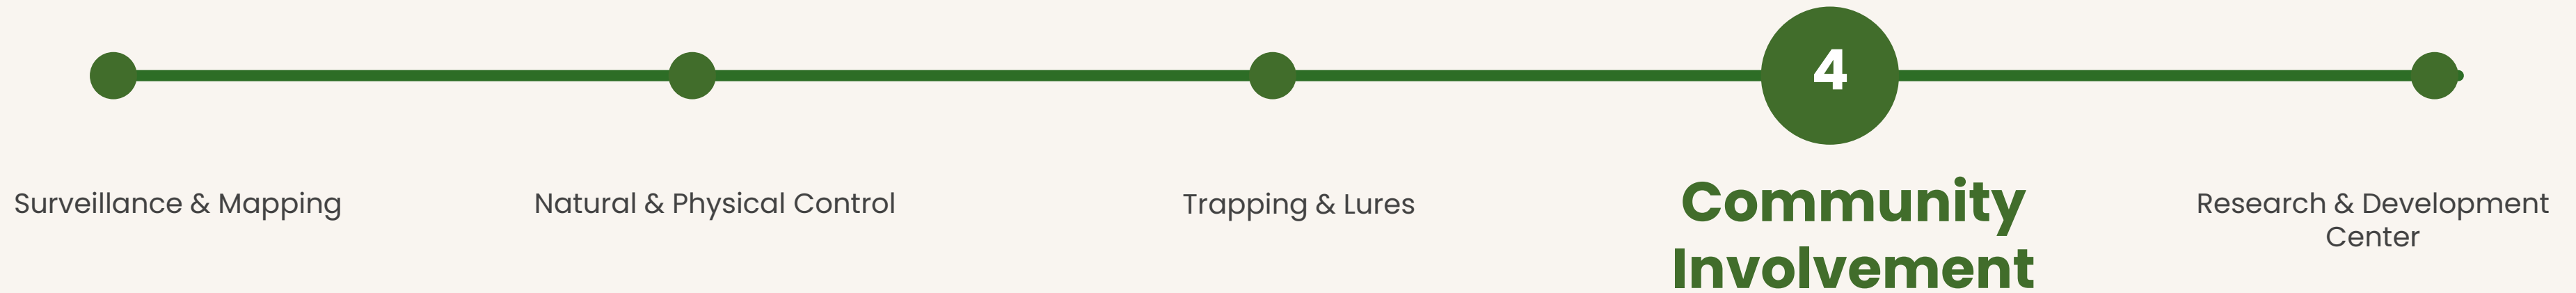 4
Surveillance & Mapping
Natural & Physical Control
Trapping & Lures
Community
Involvement
Research & Development
Center